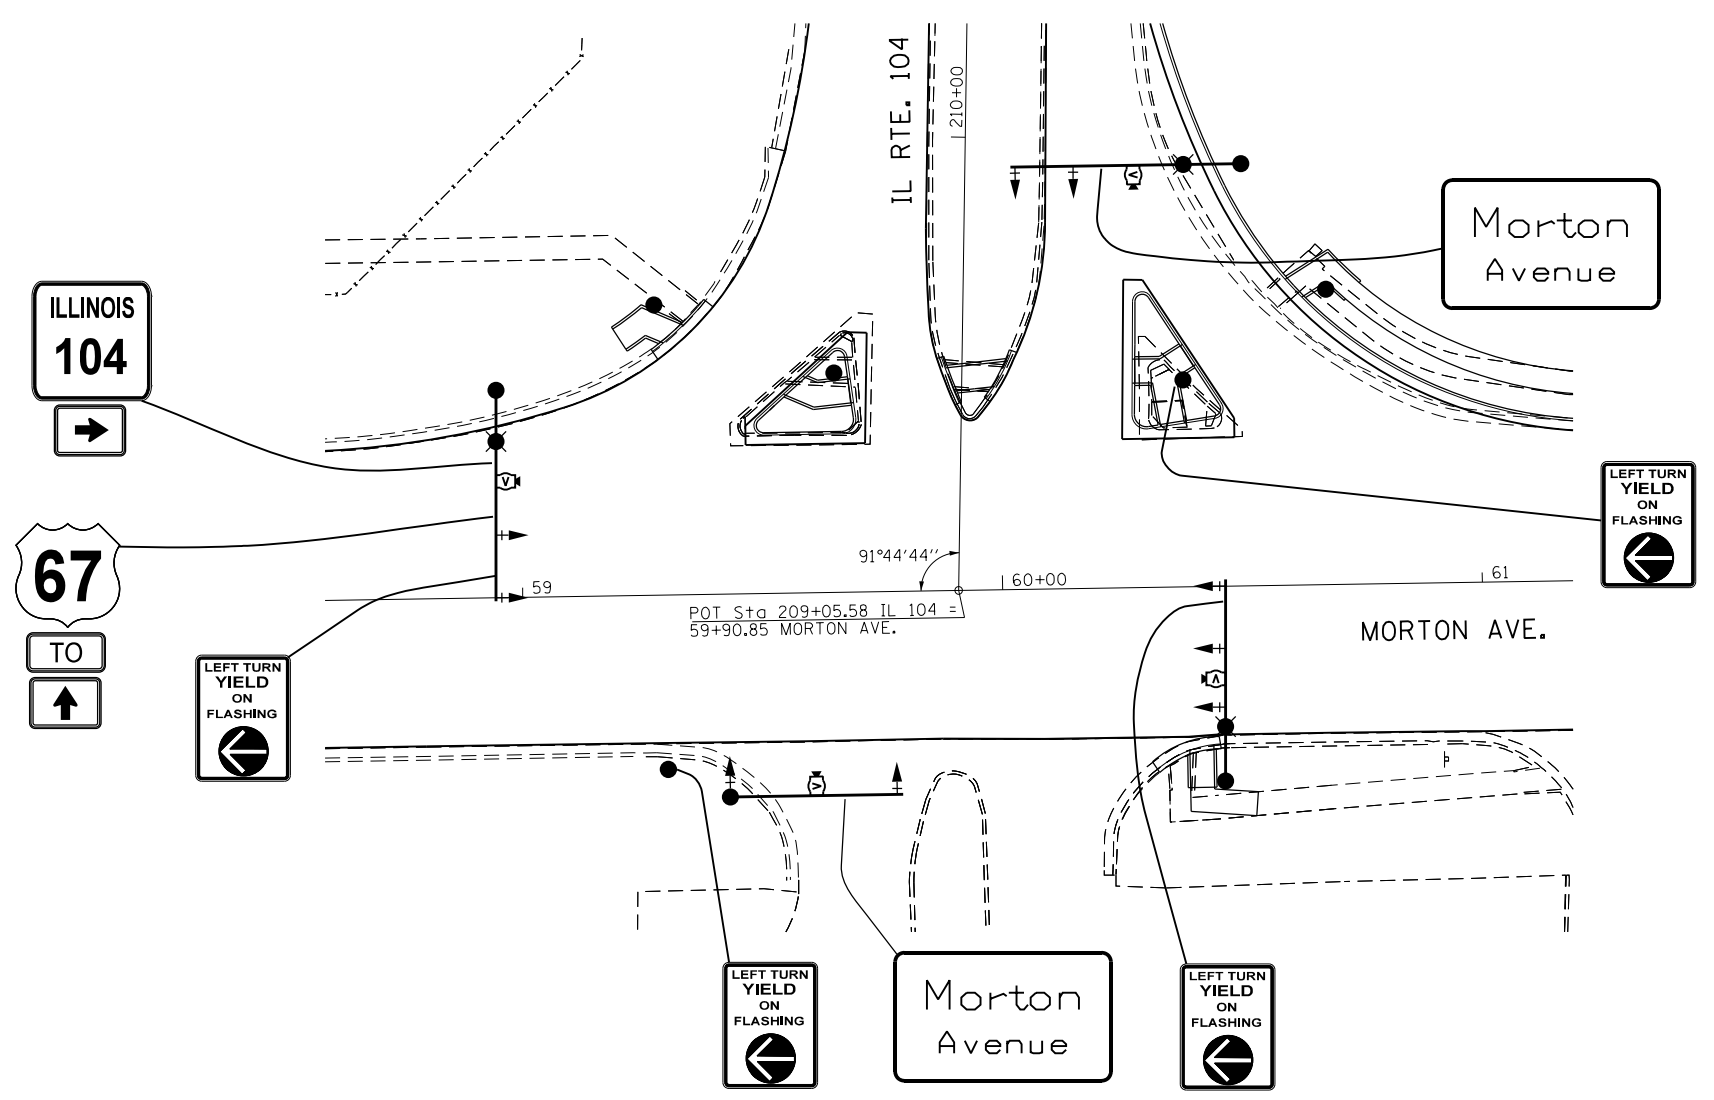 IL RTE. 104
210+00
Morton
Avenue
ILLINOIS
104
LEFT TURN
YIELD
ON
FLASHING
67
TO
91°44'44''
59
60+00
61
POT Sta 209+05.58 IL 104 =
59+90.85 MORTON AVE.
MORTON AVE.
LEFT TURN
YIELD
ON
FLASHING
V
V
V
V
LEFT TURN
YIELD
ON
FLASHING
Morton
Avenue
LEFT TURN
YIELD
ON
FLASHING